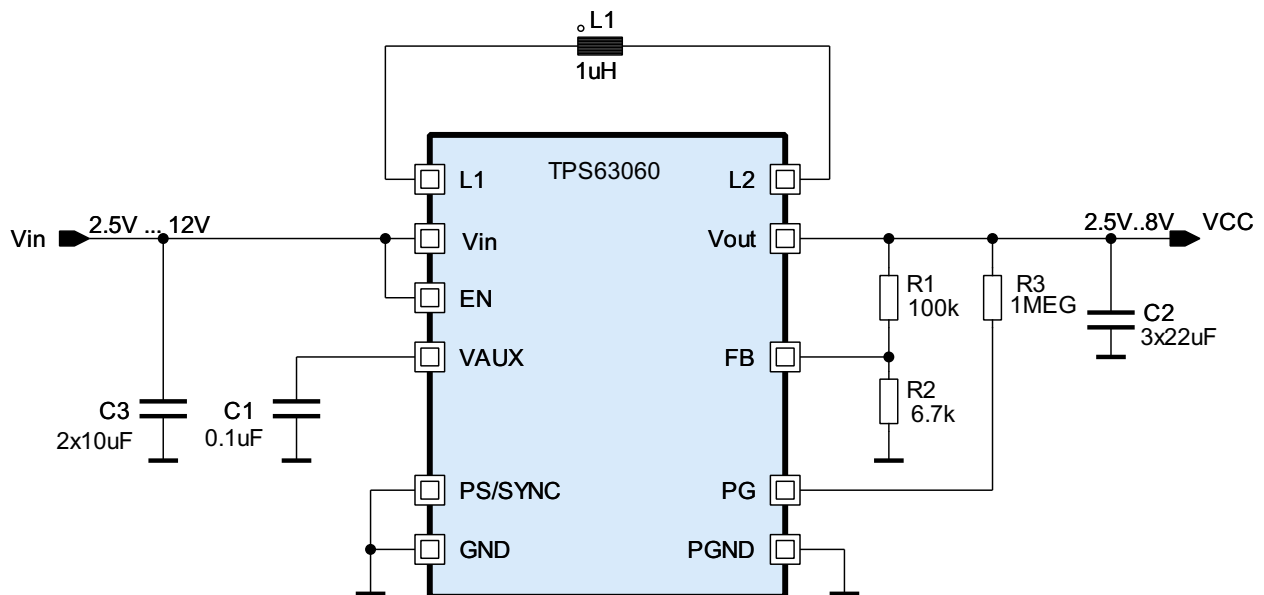 L1
1uH
TPS63060
L1
L2
Vin
2.5V ... 12V
Vin
Vout
2.5V..8V
VCC
EN
R1
100k
R3
1MEG
C2
3x22uF
VAUX
FB
C3
2x10uF
C1
0.1uF
R2
6.7k
PS/SYNC
PG
GND
PGND